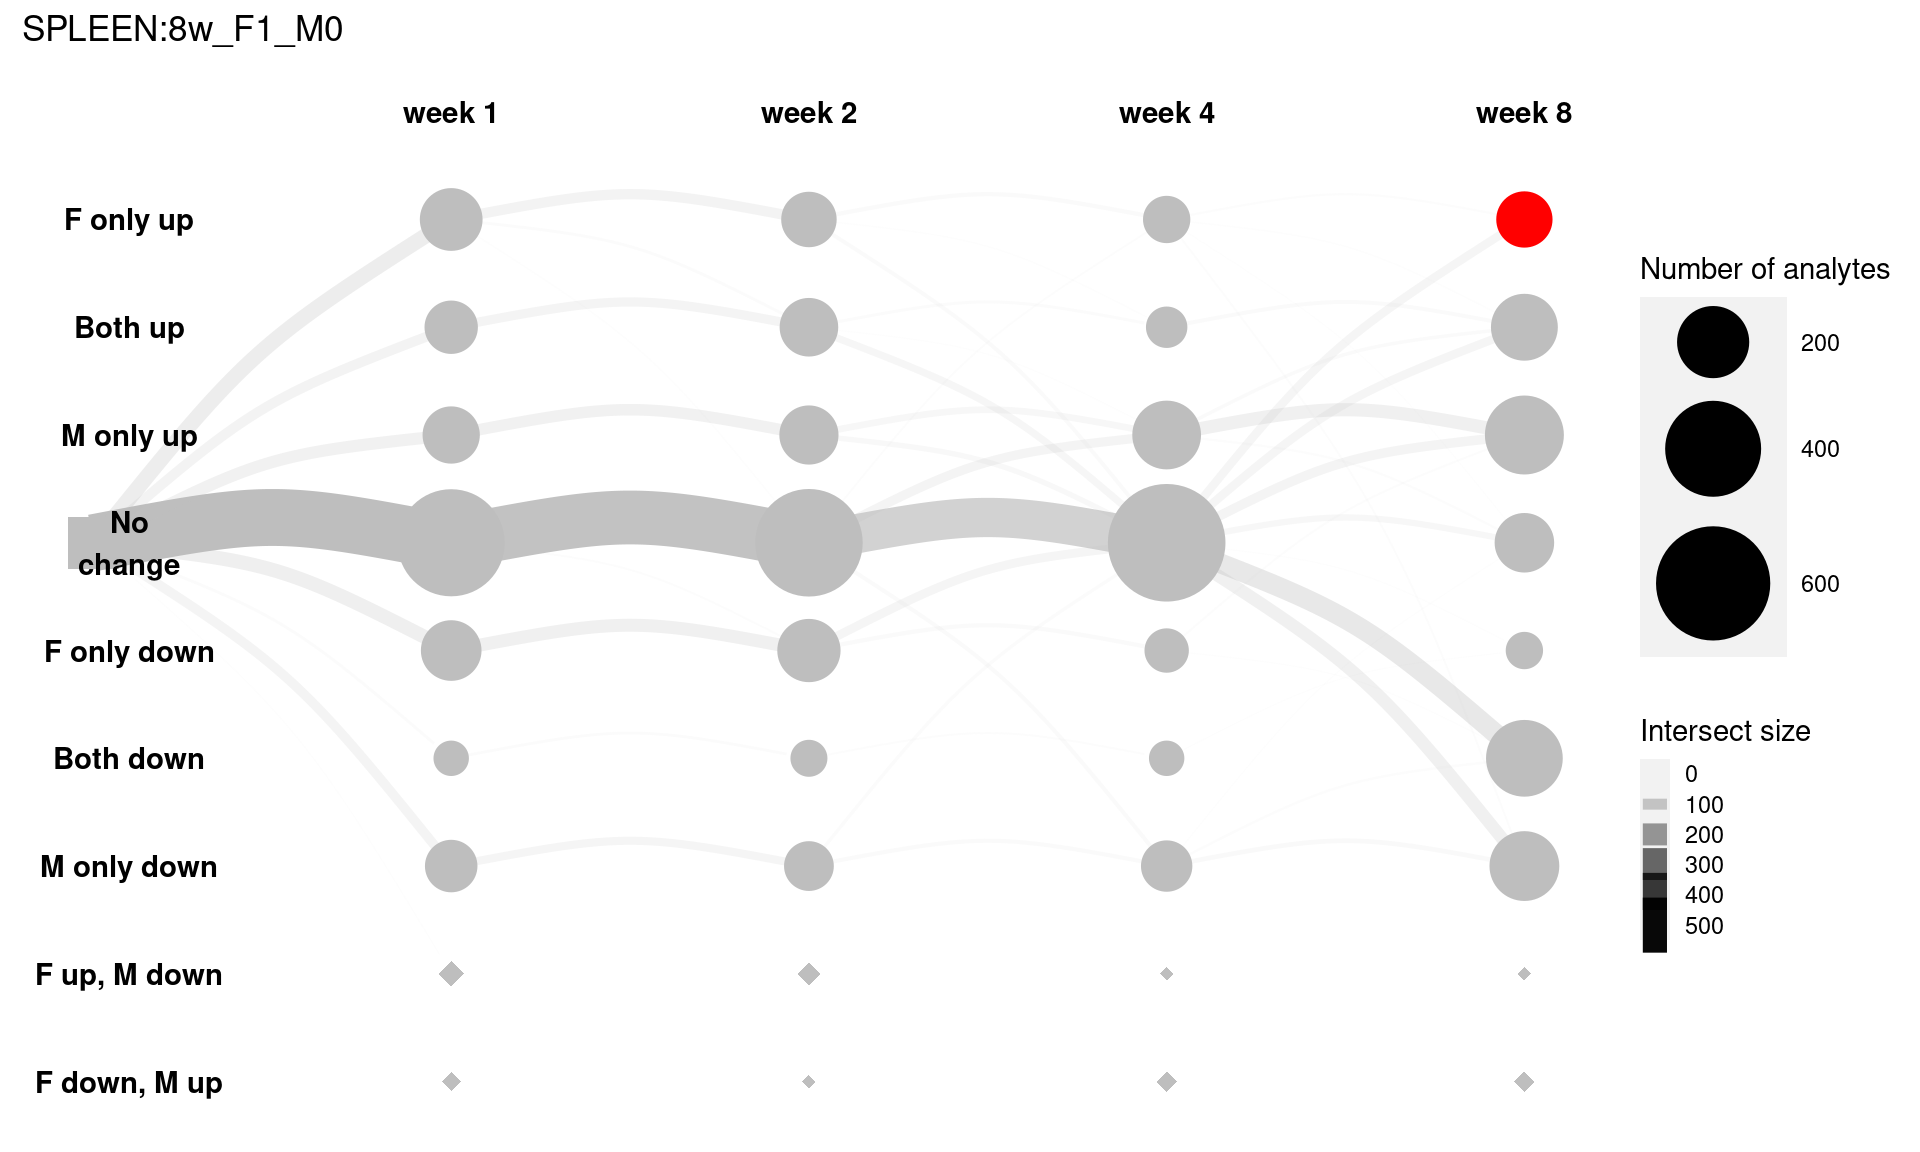 SPLEEN:8w_F1_M0
week 1
week 2
week 4
week 8
F only up
Both up
M only up
No
change
F only down
Both down
M only down
F up, M down
F down, M up
Number of analytes
200
400
600
Intersect size
0
100
200
300
400
500